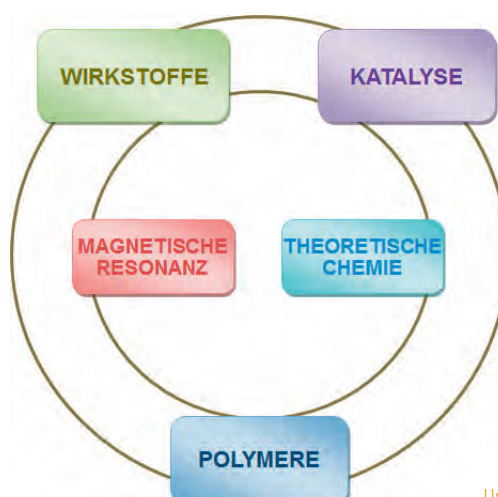 WIRKSTOFFE
KATALYSE
MAGNETISCHE
RESONANZ
THEORETISCHE
CHEMIE
POLYMERE